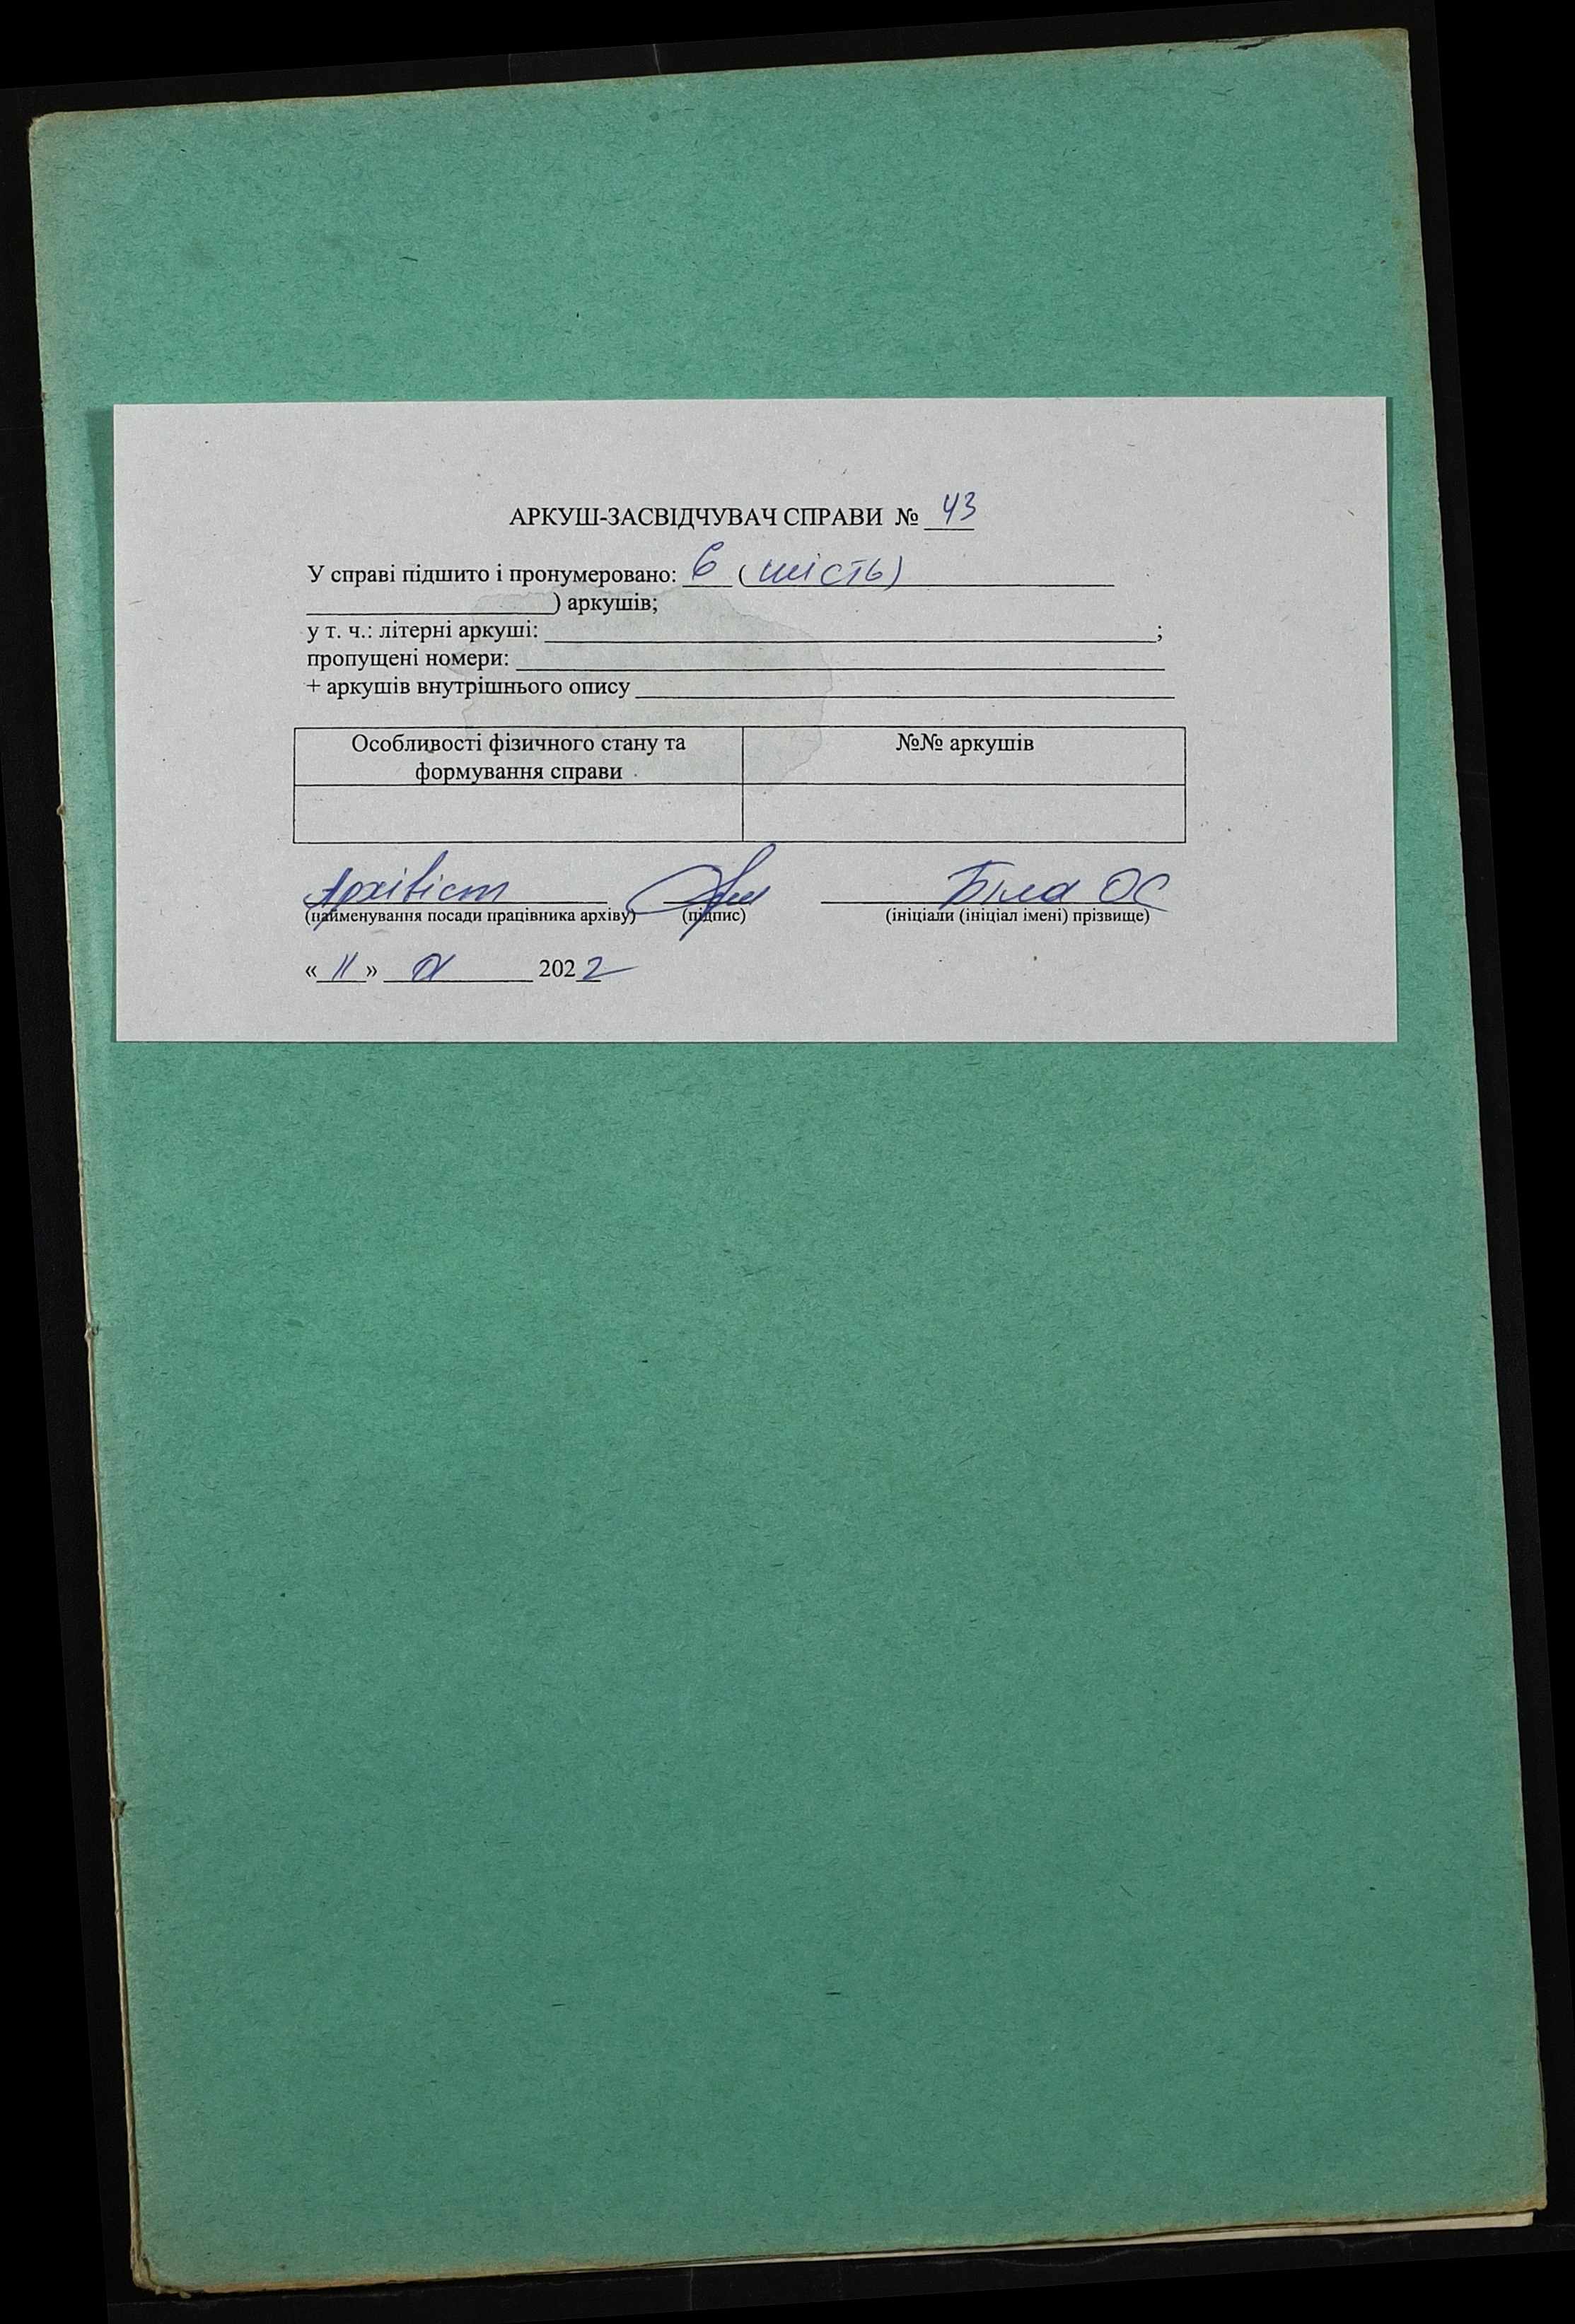 АРКУШ-ЗАСВІДЧУВАЧ СПРАВИ № 43
У справі підшито і пронумеровано: 6 ( шість)
) аркушів;
у т. ч.: літерні аркуші: ;
пропущені номери:
+ аркушів внутрішнього опису
Особливості фізичного стану та формування справи
№№ аркушів
Архівіст Біла ОС
(найменування посади працівника архіву) (підпис) (ініціали (ініціал імені) прізвище)
« 11 » 2022